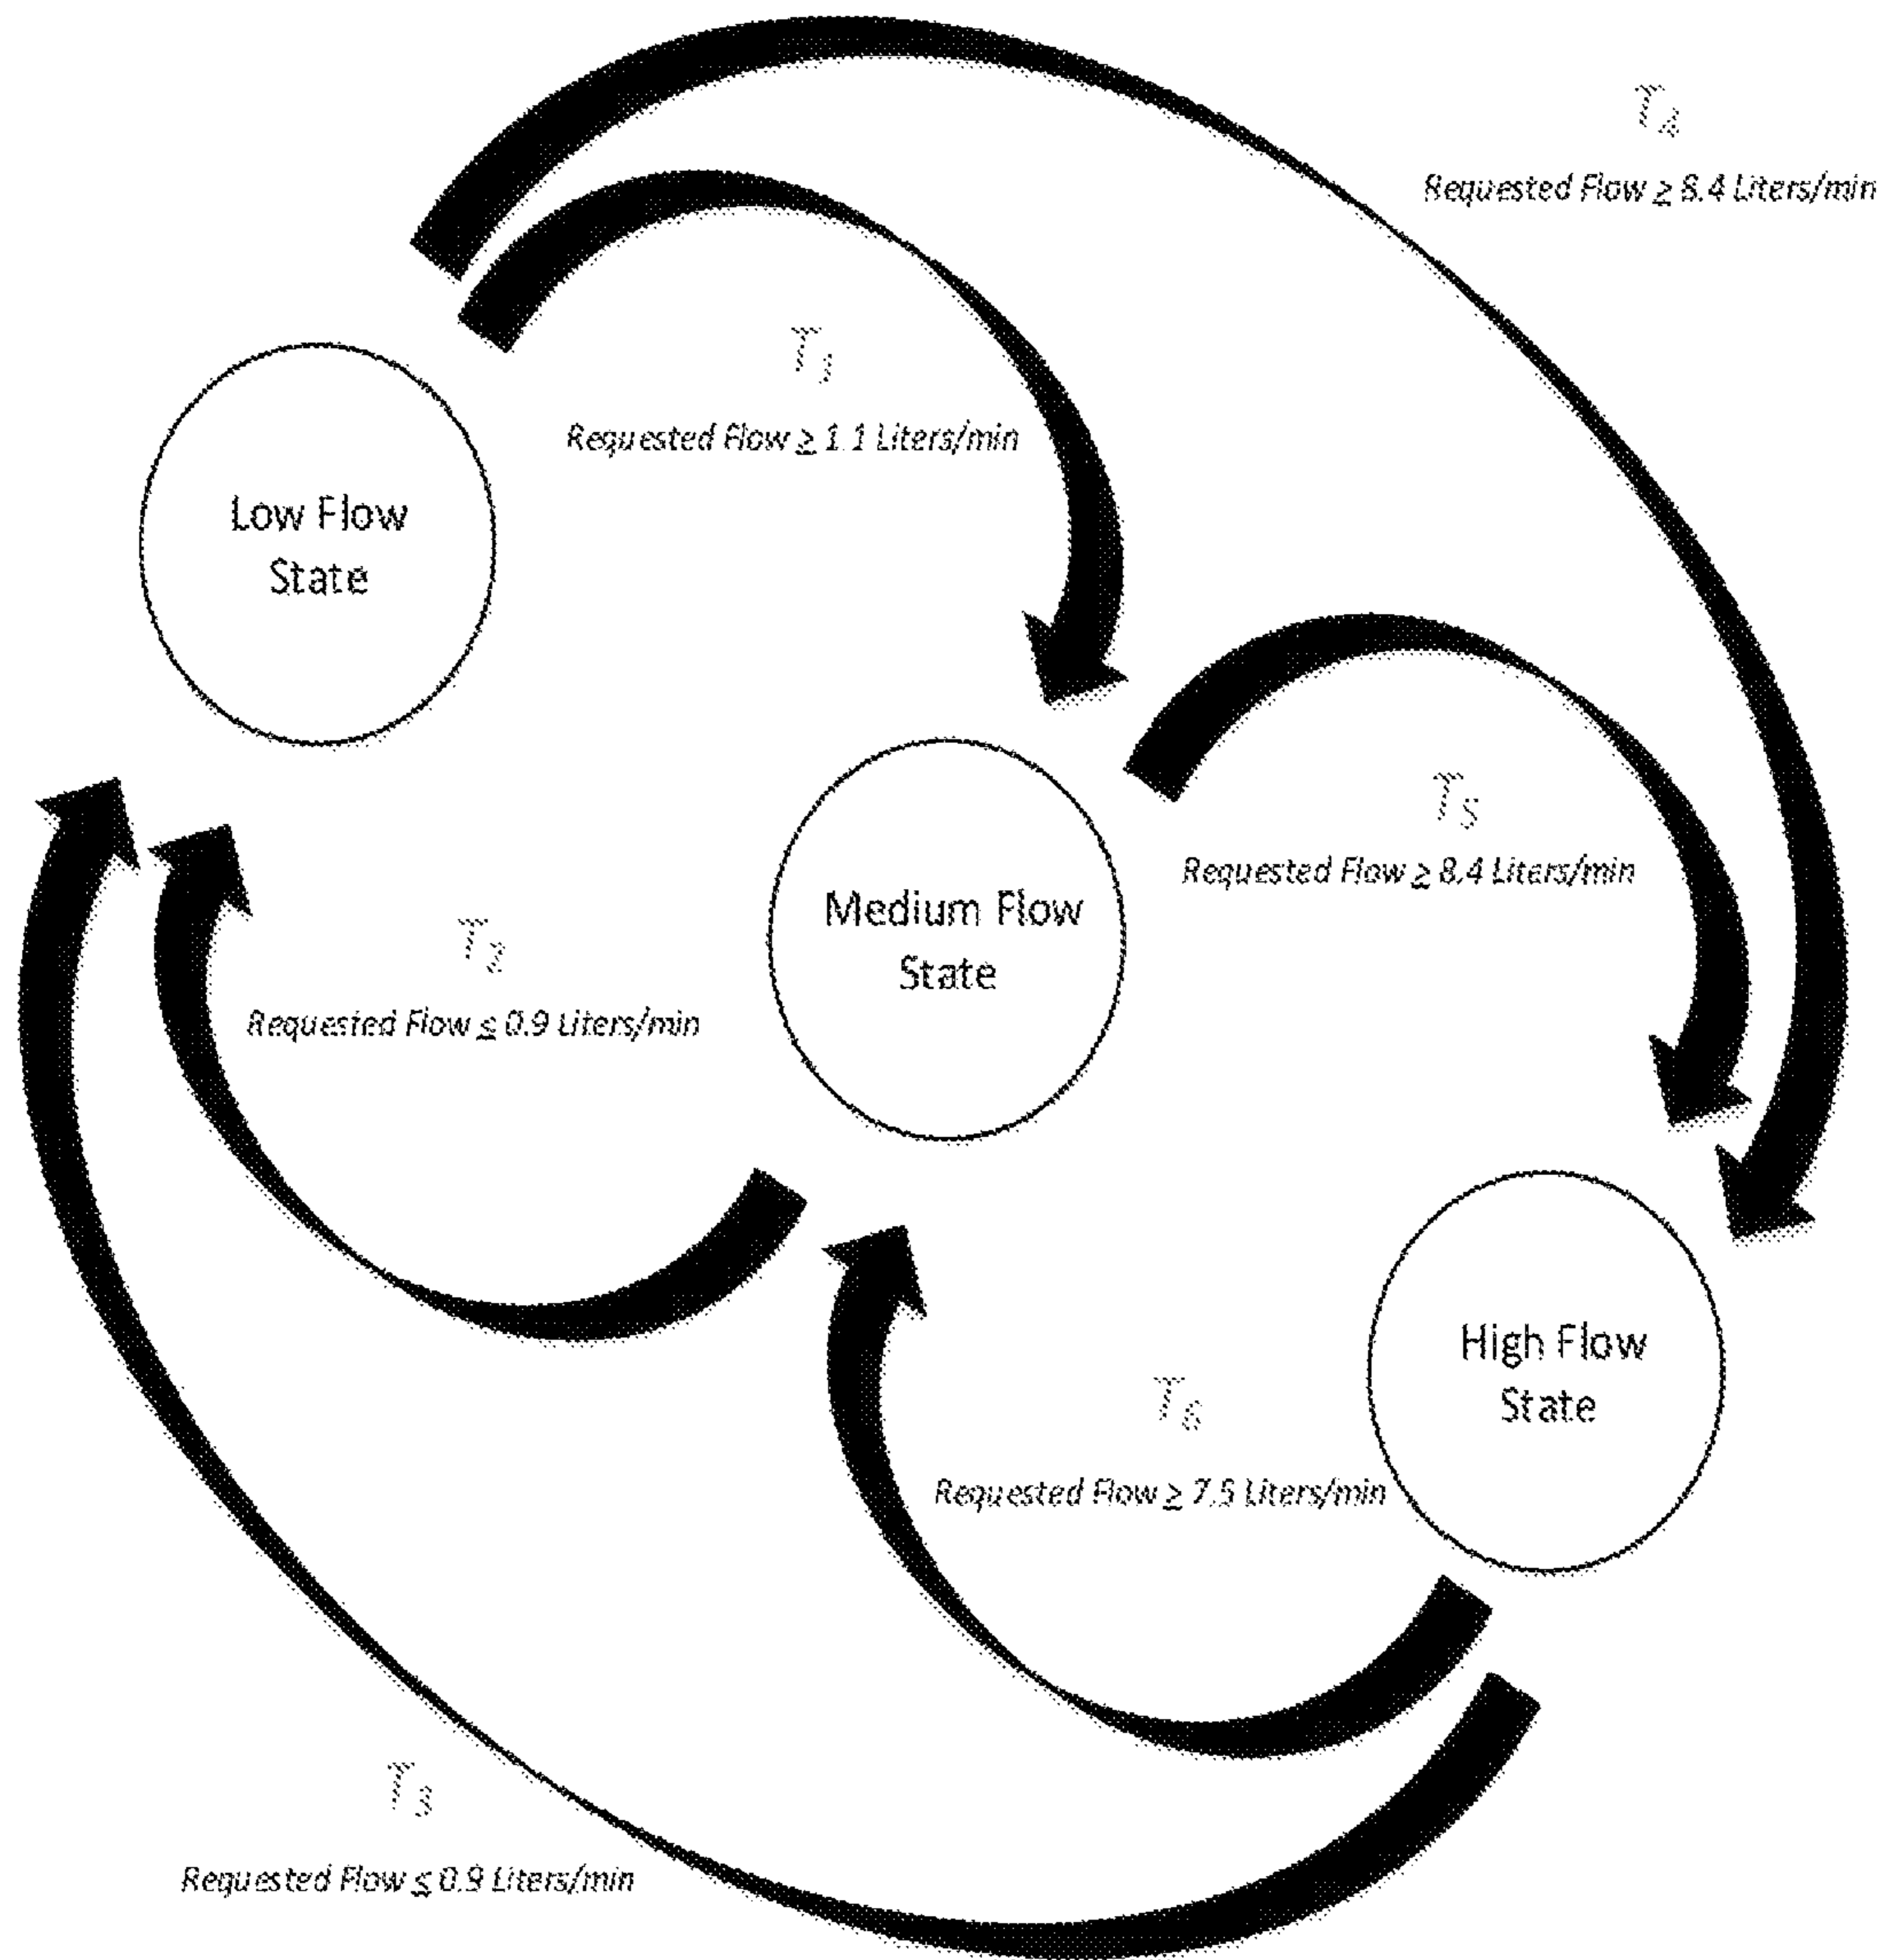 T4
Requested Flow ≥ 8.4 Liters/min
T1
Requested Flow ≥ 1.1 Liters/min
Low Flow
State
T5
Requested Flow ≥ 8.4 Liters/min
Medium Flow
State
T2
Requested Flow ≤ 0.9 Liters/min
High Flow
State
T6
Requested Flow ≥ 7.5 Liters/min
T3
Requested Flow ≤ 0.9 Liters/min